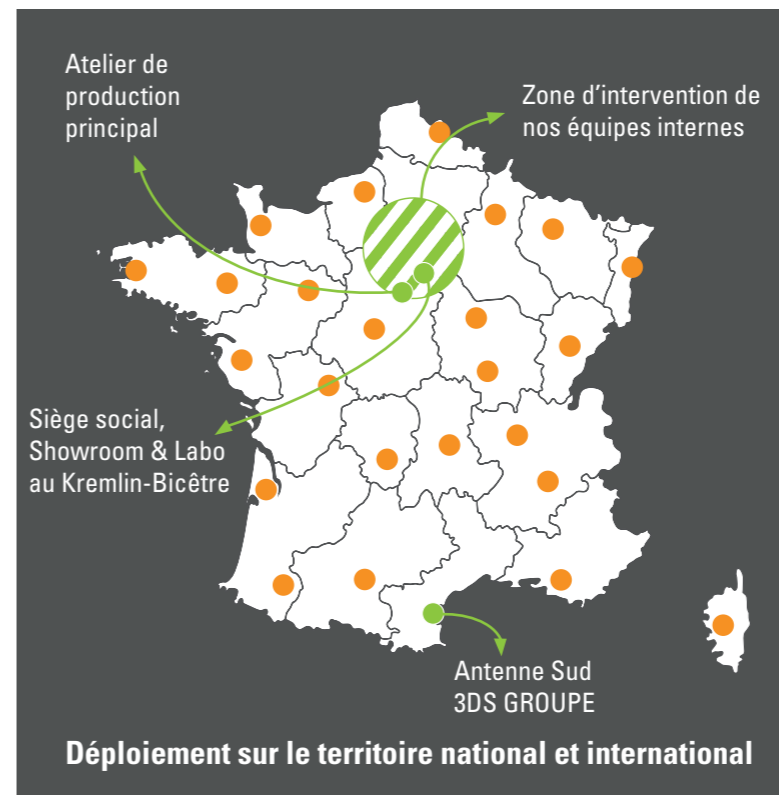 Atelier de
production
principal
Zone d’intervention de
nos équipes internes
Siège social,
Showroom & Labo
au Kremlin-Bicêtre
Antenne Sud
3DS GROUPE
Déploiement sur le territoire national et international